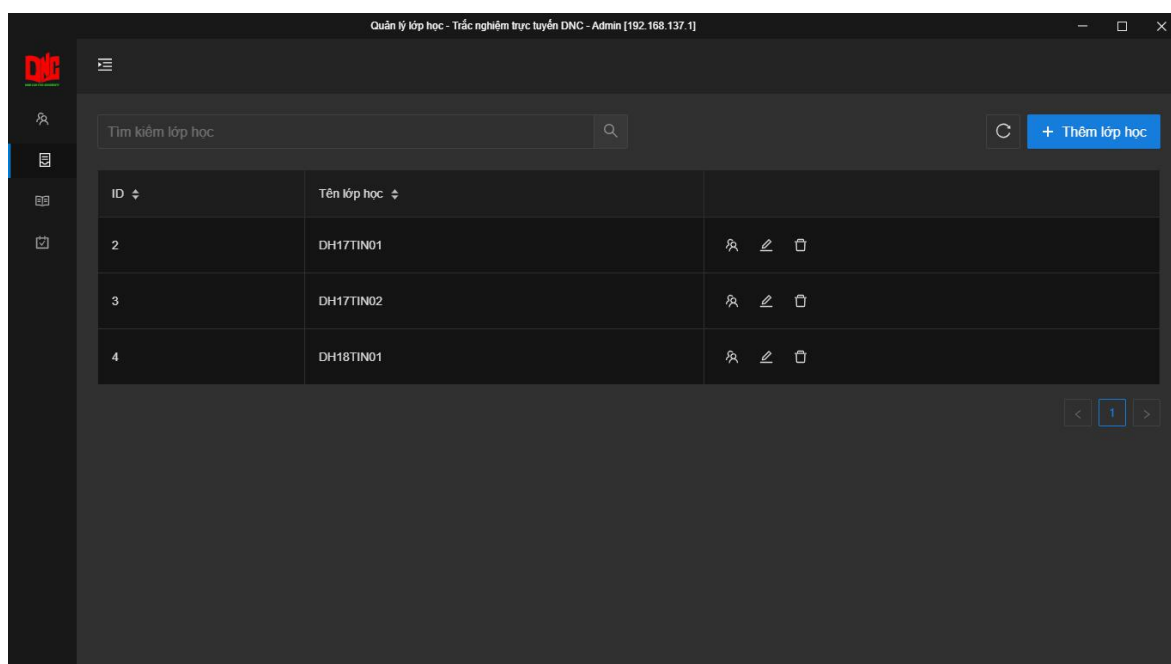 Quản lý lớp học - Trắc nghiệm trực tuyến DNC - Admin [192.168.137.1]
DNC
Tìm kiếm lớp học
+ Thêm lớp học
ID Tên lớp học
2 DH17TIN01
3 DH17TIN02
4 DH18TIN01
< 1 >